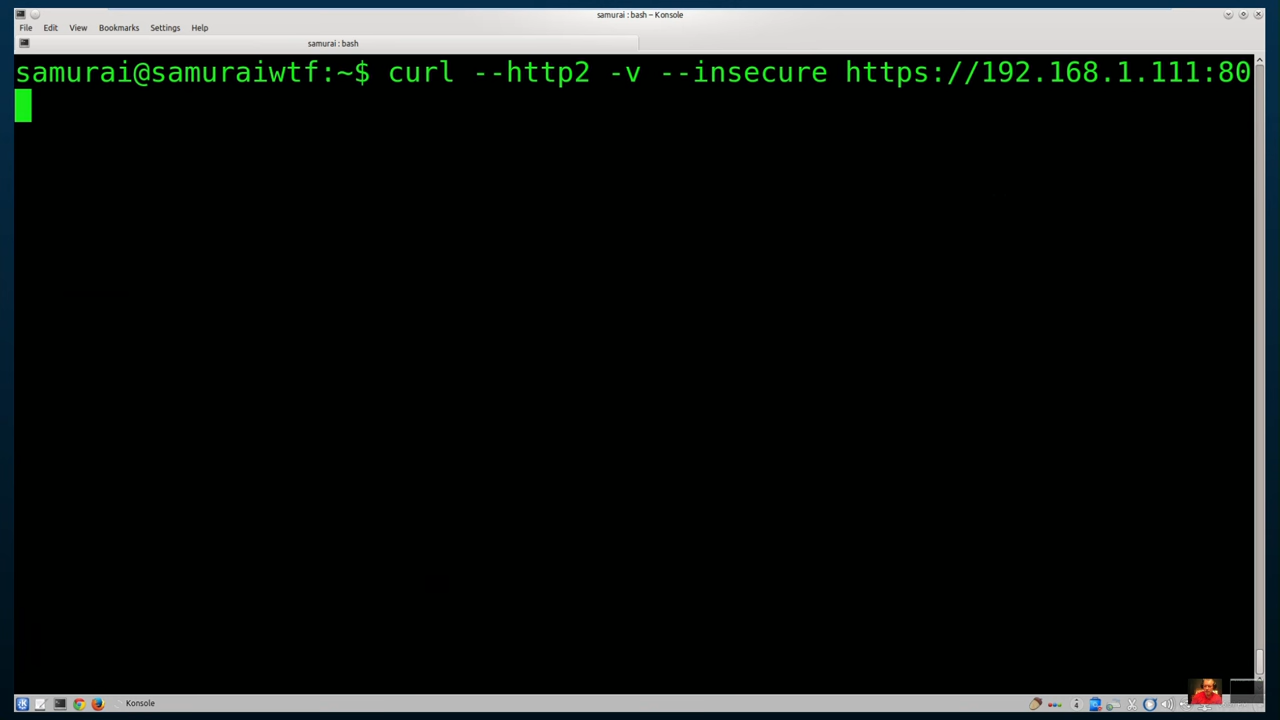 samurai : bash – Konsole
File Edit View Bookmarks Settings Help
samurai : bash
samurai@samuraiwtf:~$ curl --http2 -v --insecure https://192.168.1.111:80
Konsole